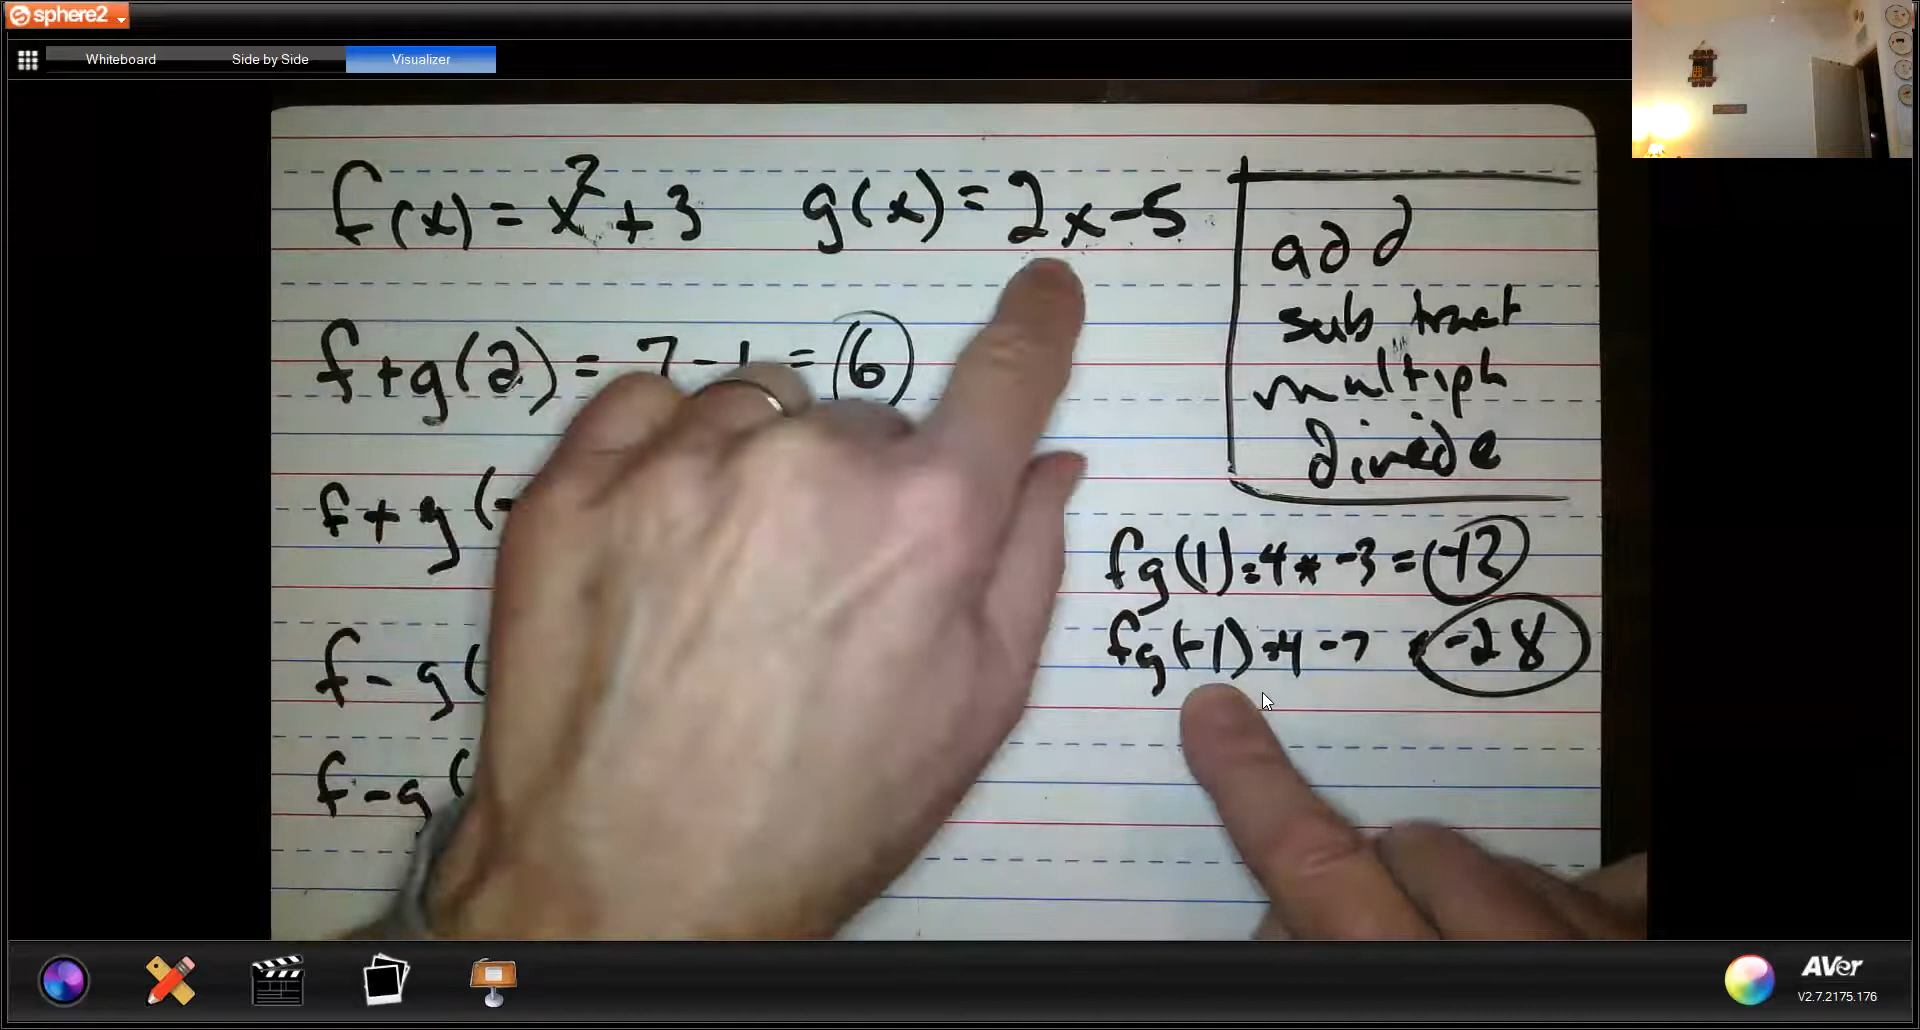 sphere2
Whiteboard Side by Side Visualizer
f(x) = x²+3 g(x) = 2x-5
f+g(2) = 7-1 = 6
f+g(-
f-g(
f-g(
add
sub tract
multiply
divide
fg(1)=4*-3=-12
fg(-1)=4-7 -28
AVer
V2.7.2175.176